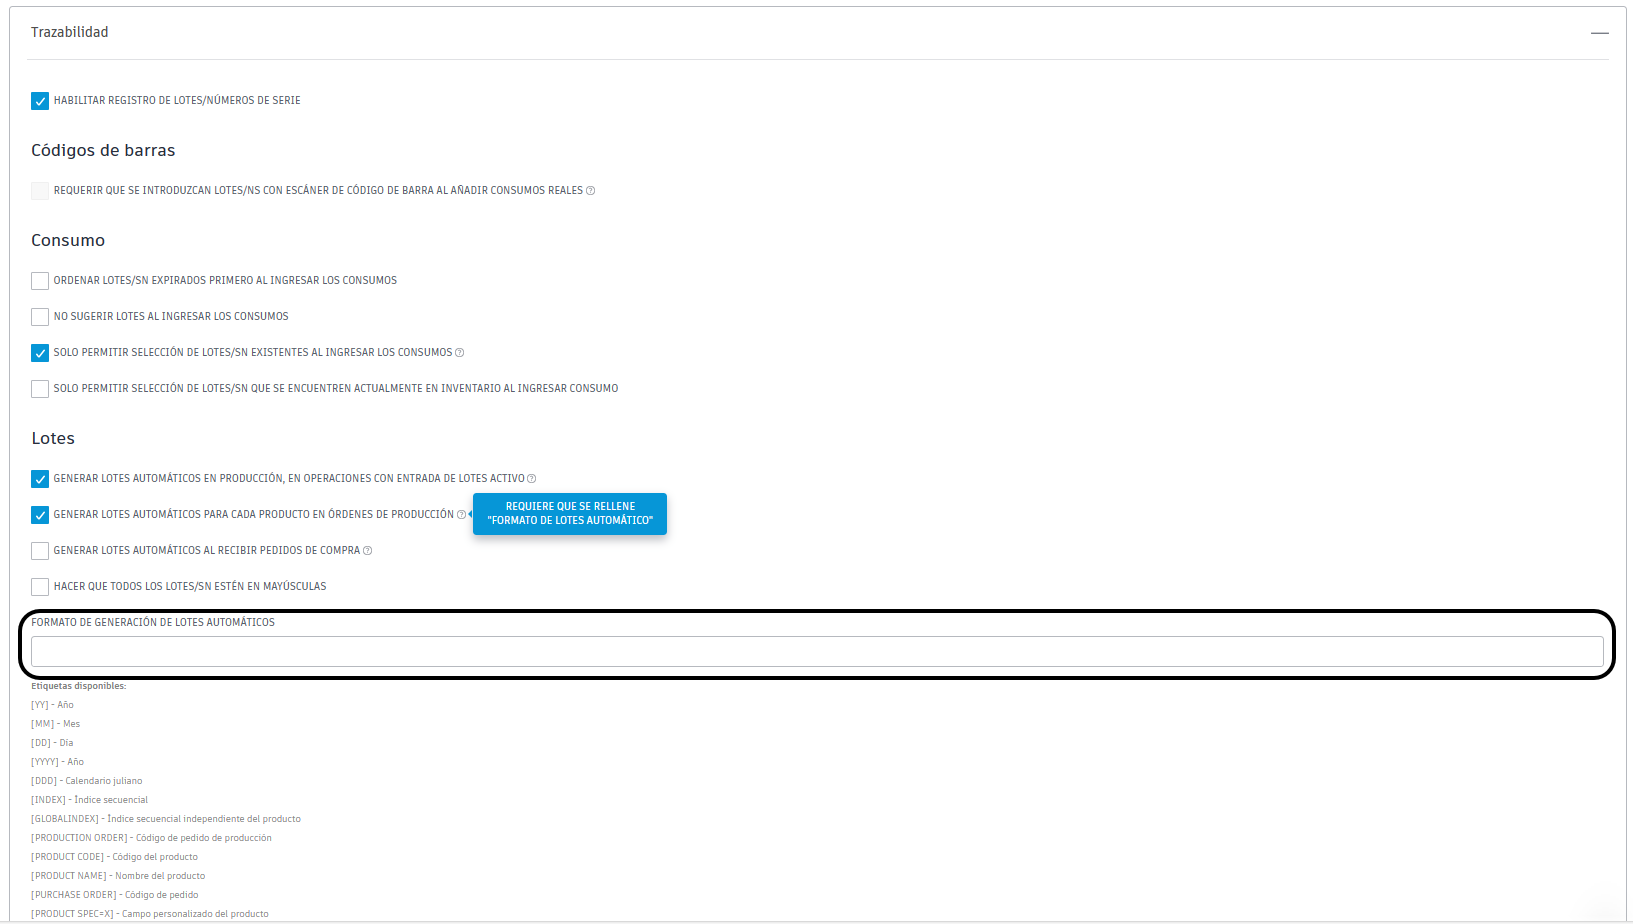 Trazabilidad
HABILITAR REGISTRO DE LOTES/NÚMEROS DE SERIE
Códigos de barras
REQUERIR QUE SE INTRODUZCAN LOTES/NS CON ESCÁNER DE CÓDIGO DE BARRA AL AÑADIR CONSUMOS REALES
Consumo
ORDENAR LOTES/SN EXPIRADOS PRIMERO AL INGRESAR LOS CONSUMOS
NO SUGERIR LOTES AL INGRESAR LOS CONSUMOS
SOLO PERMITIR SELECCIÓN DE LOTES/SN EXISTENTES AL INGRESAR LOS CONSUMOS
SOLO PERMITIR SELECCIÓN DE LOTES/SN QUE SE ENCUENTREN ACTUALMENTE EN INVENTARIO AL INGRESAR CONSUMO
Lotes
GENERAR LOTES AUTOMÁTICOS EN PRODUCCIÓN, EN OPERACIONES CON ENTRADA DE LOTES ACTIVO
GENERAR LOTES AUTOMÁTICOS PARA CADA PRODUCTO EN ÓRDENES DE PRODUCCIÓN
REQUIERE QUE SE RELLENE
"FORMATO DE LOTES AUTOMÁTICO"
GENERAR LOTES AUTOMÁTICOS AL RECIBIR PEDIDOS DE COMPRA
HACER QUE TODOS LOS LOTES/SN ESTÉN EN MAYÚSCULAS
FORMATO DE GENERACIÓN DE LOTES AUTOMÁTICOS
Etiquetas disponibles:
[YY] - Año
[MM] - Mes
[DD] - Dia
[YYYY] - Año
[DDD] - Calendario juliano
[INDEX] - Índice secuencial
[GLOBALINDEX] - Índice secuencial independiente del producto
[PRODUCTION ORDER] - Código de pedido de producción
[PRODUCT CODE] - Código del producto
[PRODUCT NAME] - Nombre del producto
[PURCHASE ORDER] - Código de pedido
[PRODUCT SPEC=X] - Campo personalizado del producto